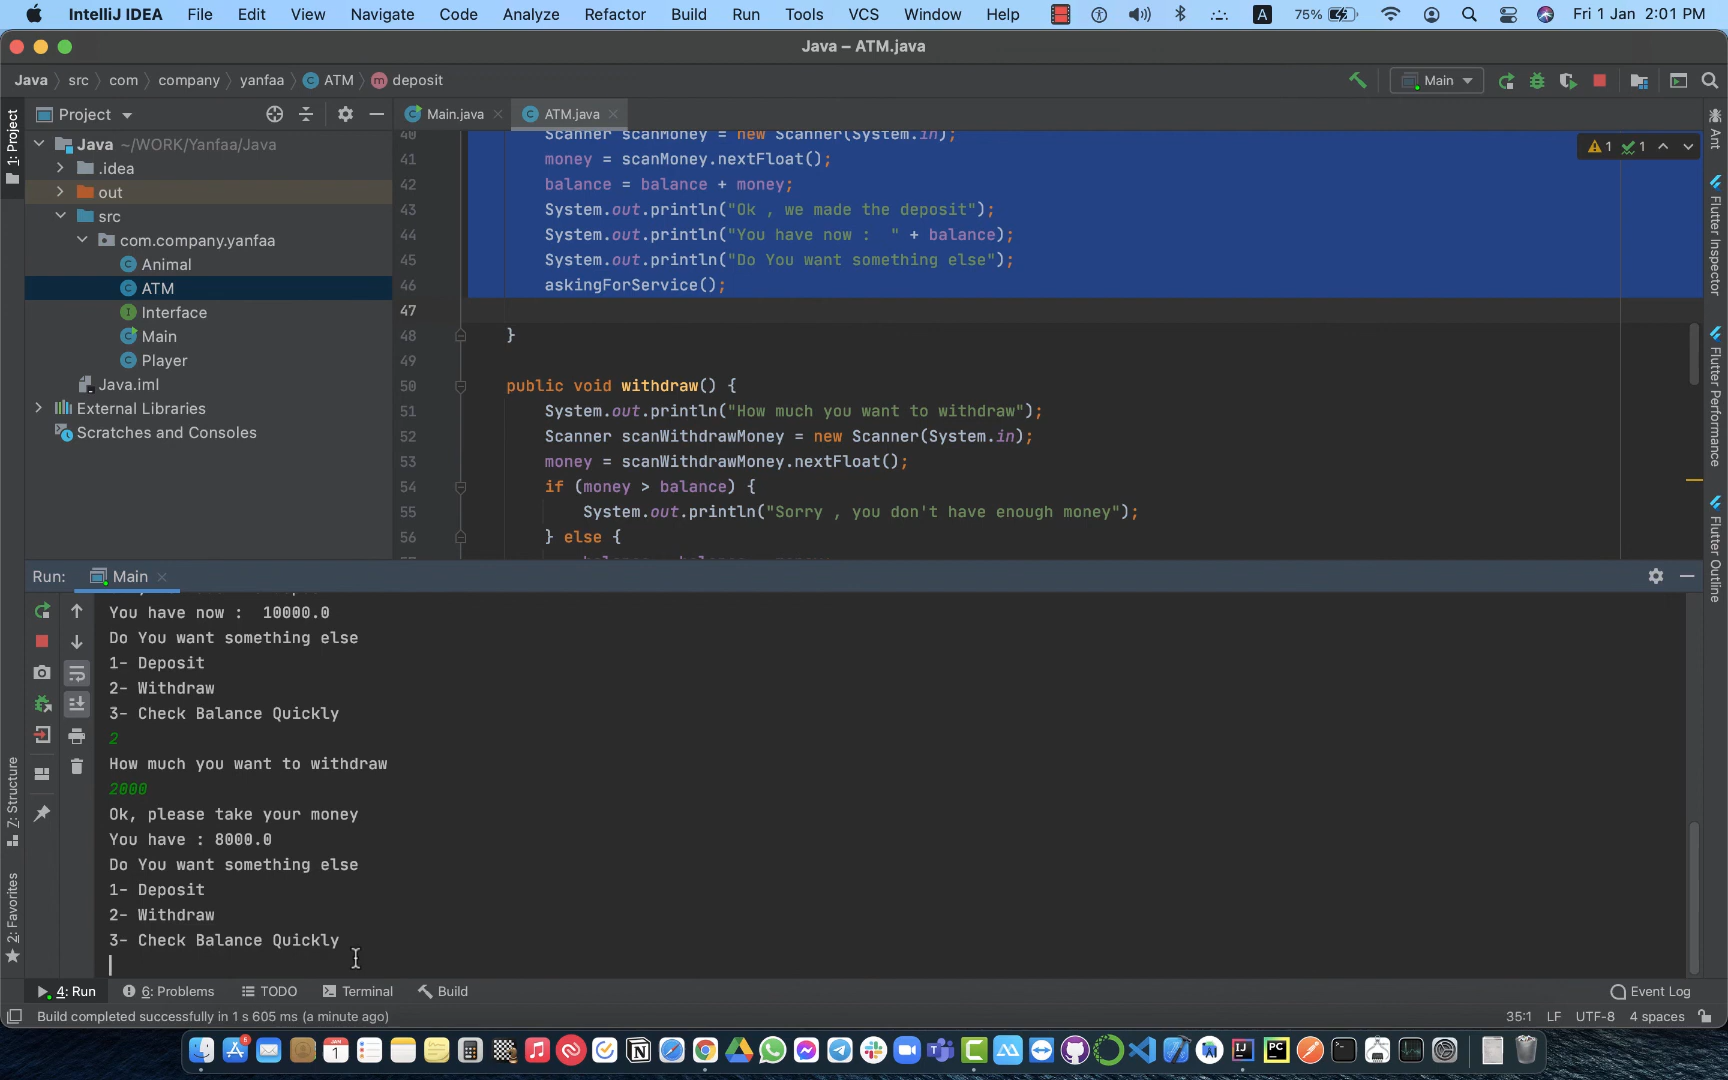 IntelliJ IDEA File Edit View Navigate Code Analyze Refactor Build Run Tools VCS Window Help A 75% Fri 1 Jan 2:01 PM
Java – ATM.java
Java src com company yanfaa ATM deposit Main
1: Project
Project
Main.java
ATM.java
Java ~/WORK/Yanfaa/Java
.idea
out
src
com.company.yanfaa
Animal
ATM
Interface
Main
Player
Java.iml
External Libraries
Scratches and Consoles
40 Scanner scanMoney = new Scanner(System.in);
41 money = scanMoney.nextFloat();
42 balance = balance + money;
43 System.out.println("Ok , we made the deposit");
44 System.out.println("You have now :  " + balance);
45 System.out.println("Do You want something else");
46 askingForService();
47
48 }
49
50 public void withdraw() {
51 System.out.println("How much you want to withdraw");
52 Scanner scanWithdrawMoney = new Scanner(System.in);
53 money = scanWithdrawMoney.nextFloat();
54 if (money > balance) {
55 System.out.println("Sorry , you don't have enough money");
56 } else {
1 1
Ant
Flutter Inspector
Flutter Performance
Flutter Outline
Run: Main
You have now :  10000.0
Do You want something else
1- Deposit
2- Withdraw
3- Check Balance Quickly
2
How much you want to withdraw
2000
Ok, please take your money
You have : 8000.0
Do You want something else
1- Deposit
2- Withdraw
3- Check Balance Quickly
7: Structure
2: Favorites
4: Run 6: Problems TODO Terminal Build Event Log
Build completed successfully in 1 s 605 ms (a minute ago) 35:1 LF UTF-8 4 spaces